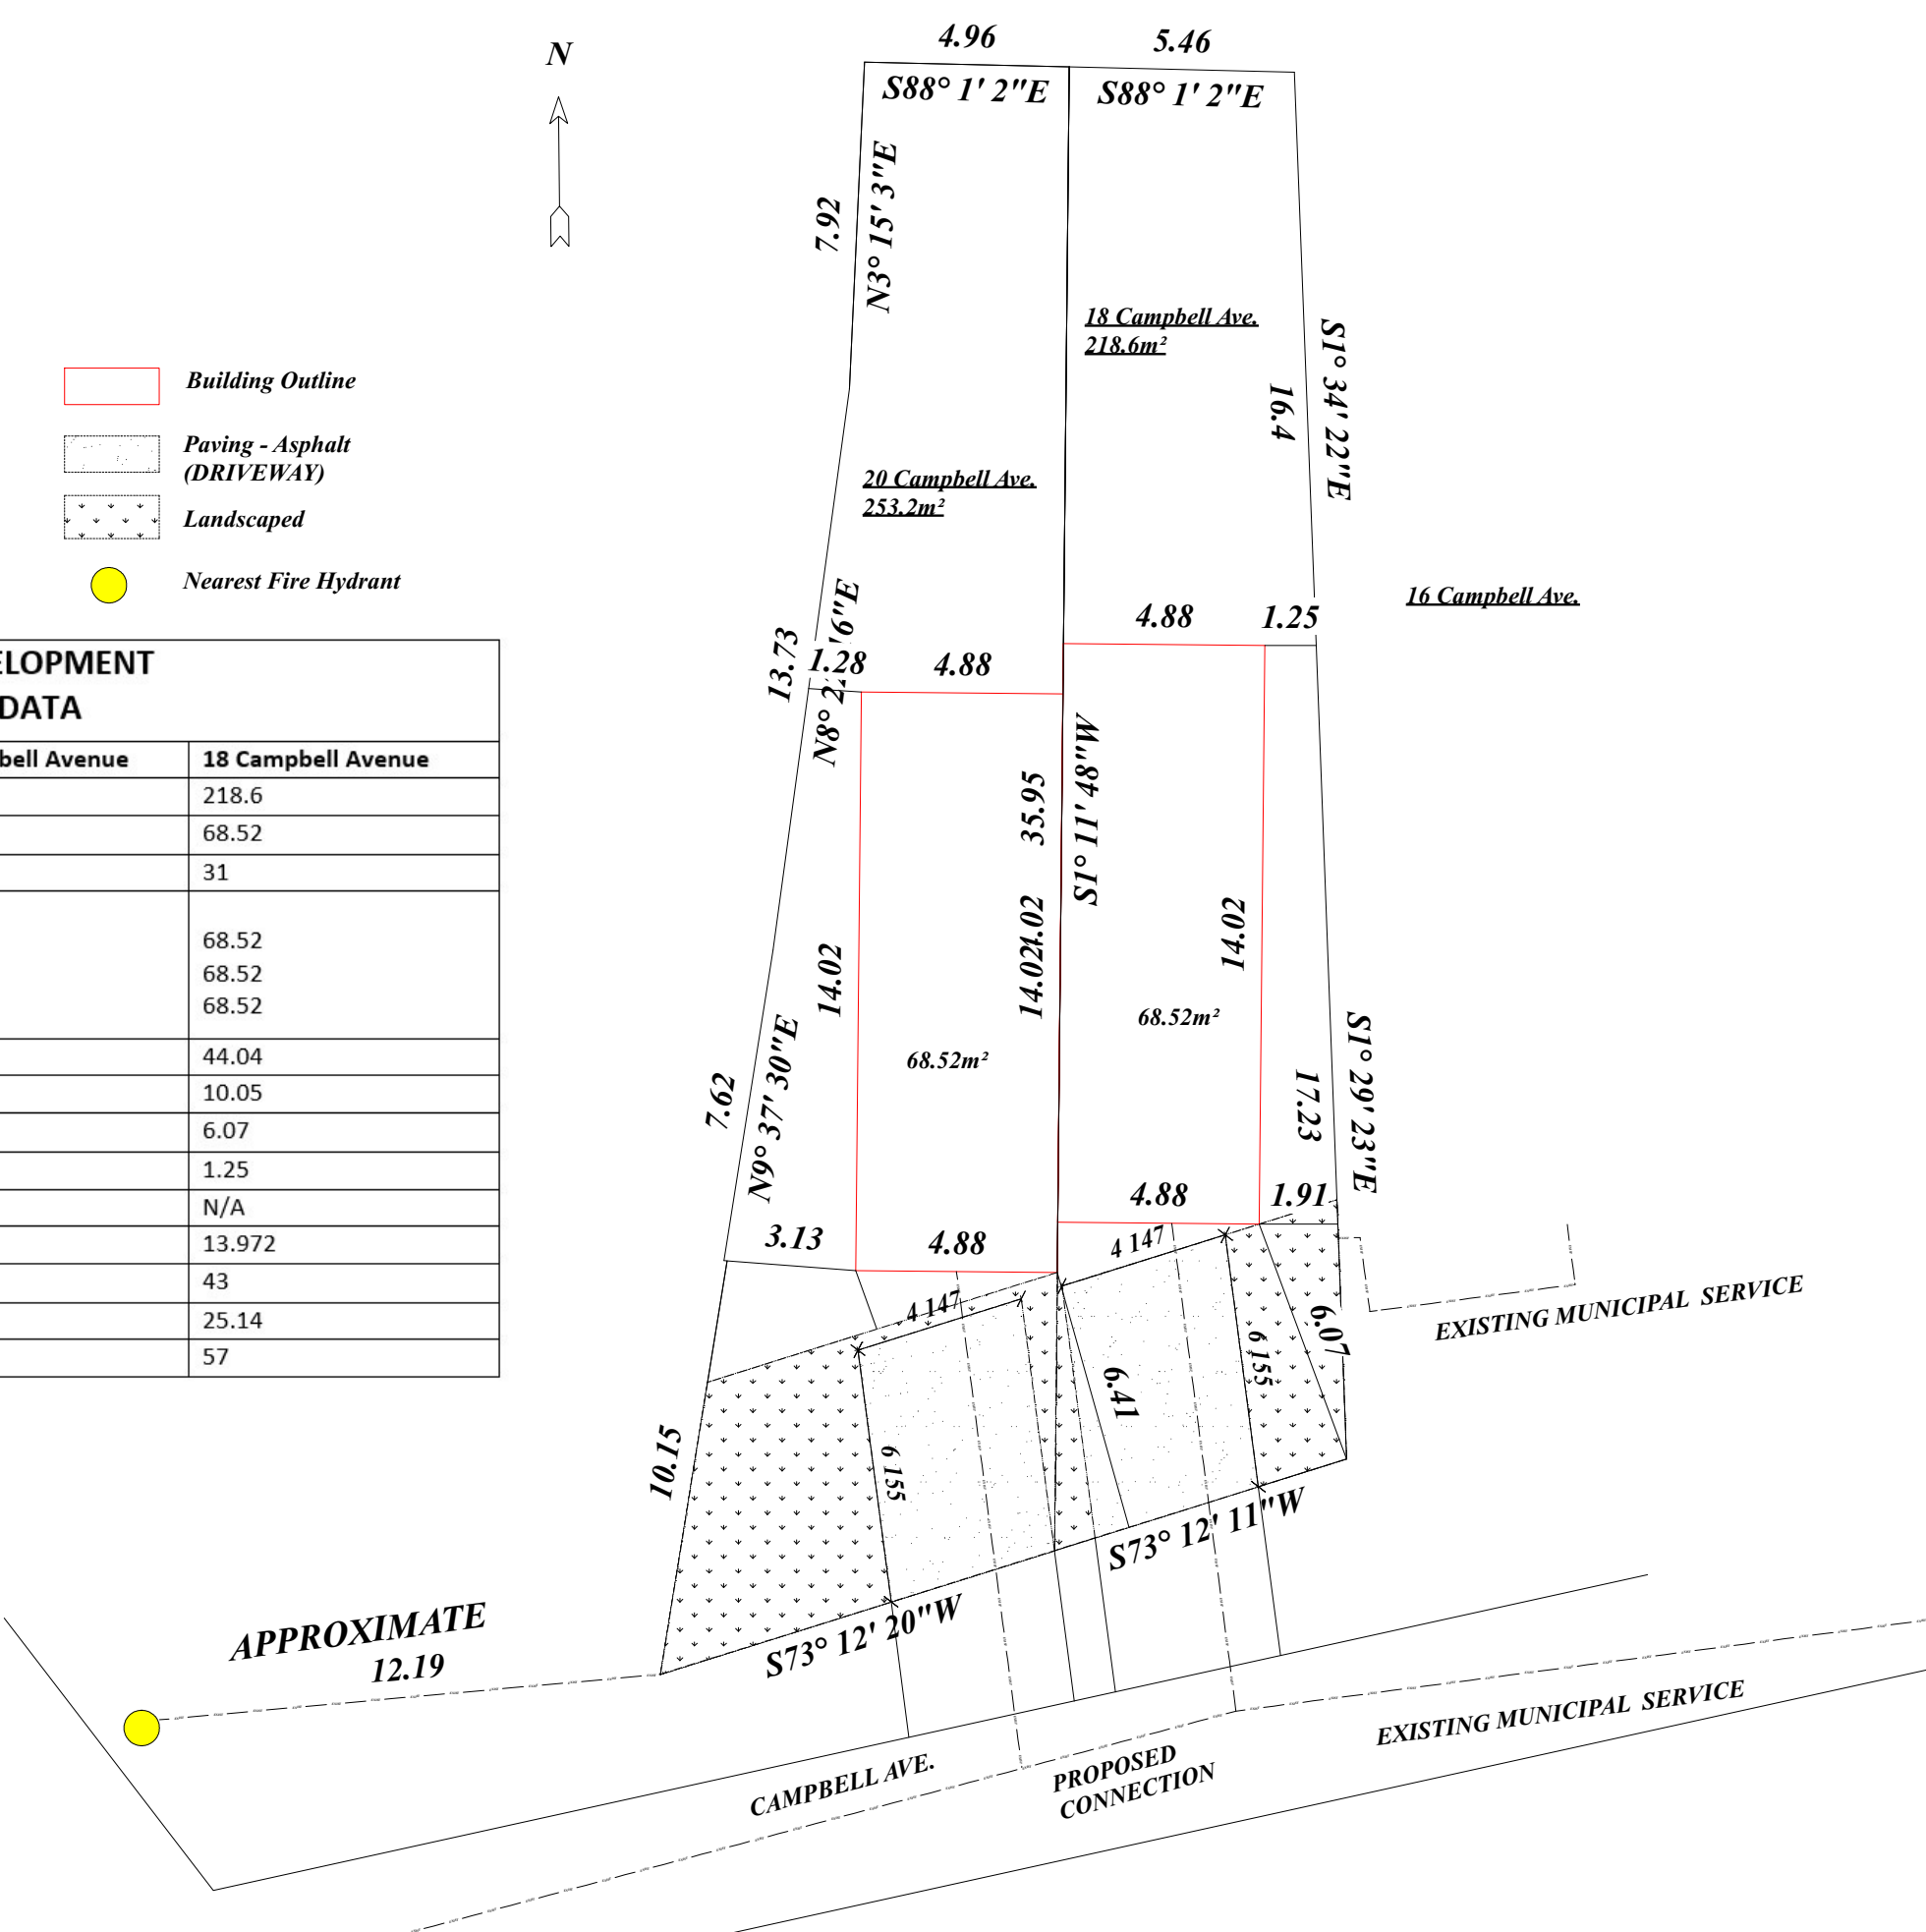 N
4.96
5.46
S88° 1' 2"E
S88° 1' 2"E
7.92
N3° 15' 3"E
18 Campbell Ave.
218.6m²
S1° 34' 22"E
16.4
Building Outline
Paving - Asphalt
(DRIVEWAY)
Landscaped
Nearest Fire Hydrant
20 Campbell Ave.
253.2m²
16 Campbell Ave.
4.88
1.25
13.73
1.28
4.88
N8°
6"E
ELOPMENT
DATA
bell Avenue
18 Campbell Avenue
218.6
68.52
31
68.52
68.52
68.52
44.04
10.05
6.07
1.25
N/A
13.972
43
25.14
57
35.95
S1° 11' 48"W
14.02
14.02
14.02
68.52m²
68.52m²
7.62
N9° 37' 30"E
17.23
S1° 29' 23"E
4.88
1.91
3.13
4.88
4 147
4 147
6.07
6 155
6.41
6 155
10.15
EXISTING MUNICIPAL SERVICE
S73° 12' 11"W
S73° 12' 20"W
APPROXIMATE
12.19
CAMPBELL AVE.
PROPOSED
CONNECTION
EXISTING MUNICIPAL SERVICE